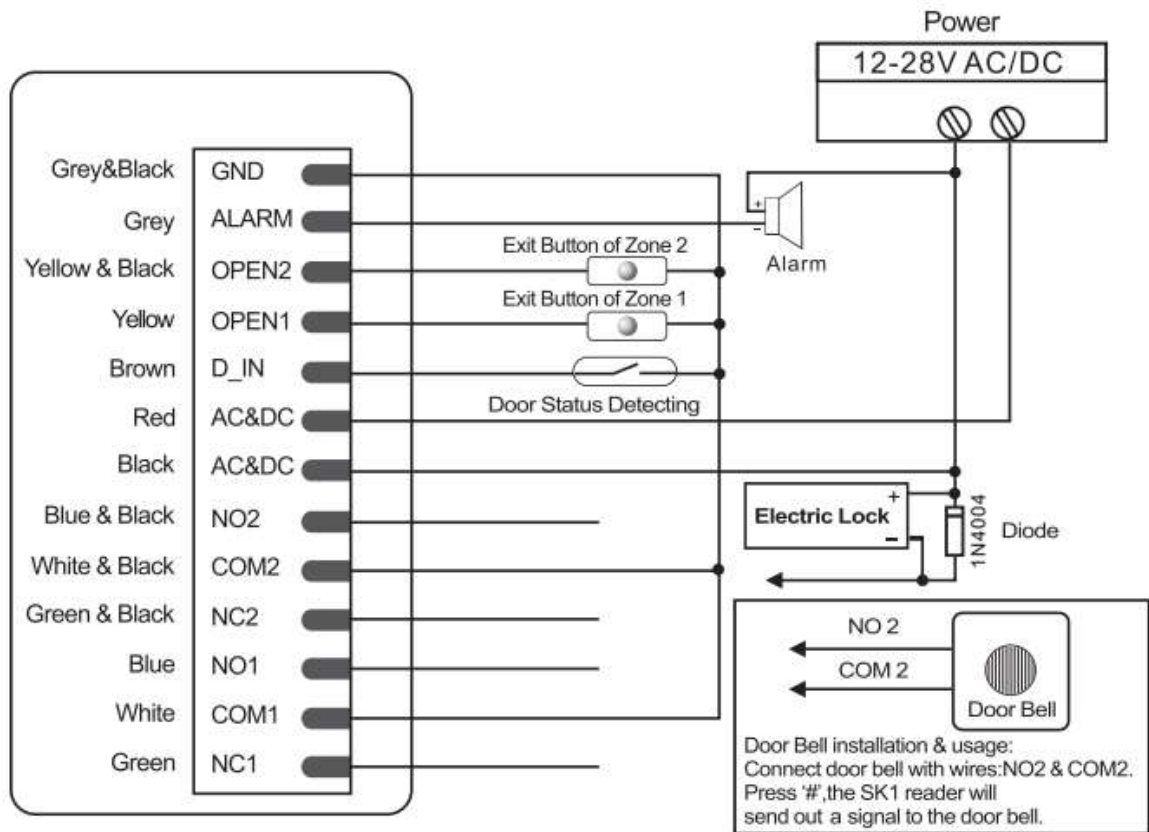 Power
12-28V AC/DC
Grey&Black GND
Grey ALARM
+
-
Alarm
Yellow & Black OPEN2
Exit Button of Zone 2
Yellow OPEN1
Exit Button of Zone 1
Brown D_IN
Door Status Detecting
Red AC&DC
Black AC&DC
Blue & Black NO2
White & Black COM2
Green & Black NC2
Blue NO1
White COM1
Green NC1
+
Electric Lock
-
1N4004
Diode
NO 2
COM 2
Door Bell
Door Bell installation & usage:
Connect door bell with wires:NO2 & COM2.
Press '#',the SK1 reader will
send out a signal to the door bell.